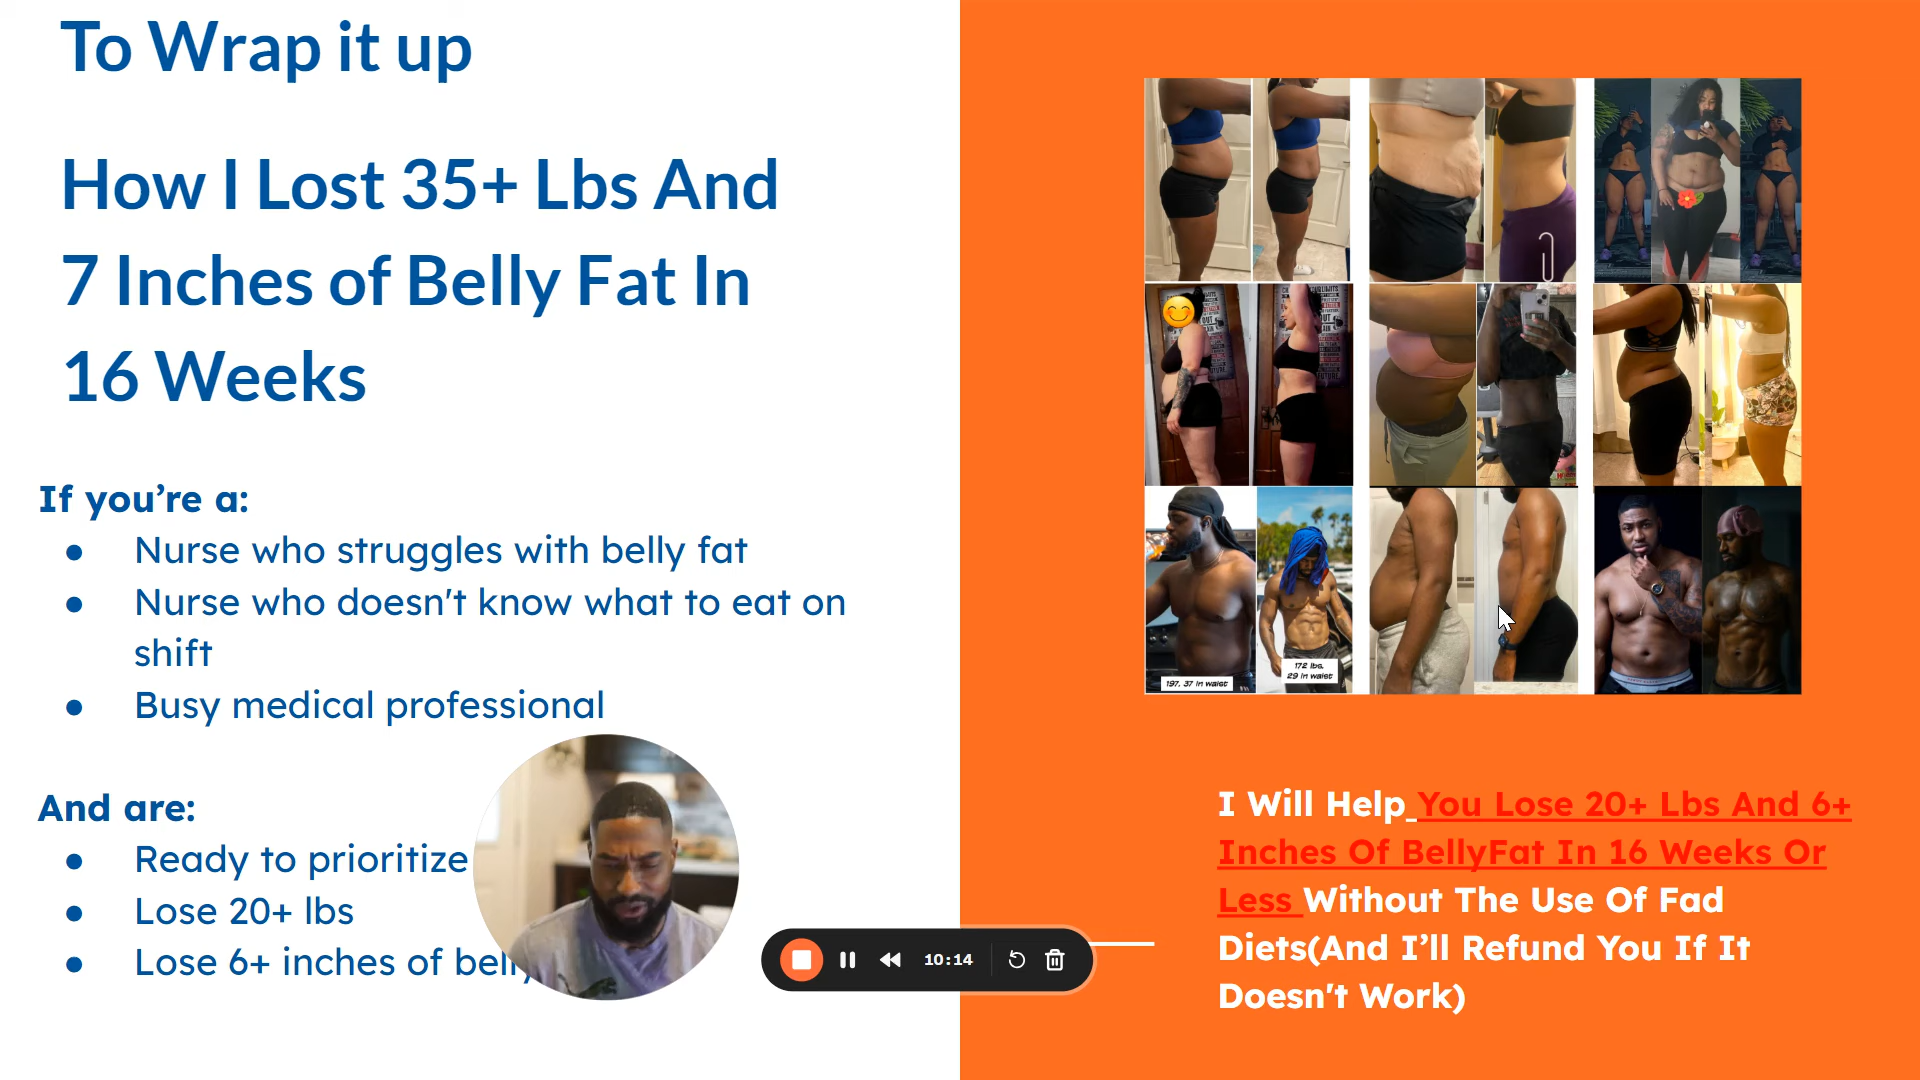 To Wrap it up
How I Lost 35+ Lbs And
7 Inches of Belly Fat In
16 Weeks
If you’re a:
● Nurse who struggles with belly fat
● Nurse who doesn't know what to eat on
shift
● Busy medical professional
And are:
● Ready to prioritize
● Lose 20+ lbs
● Lose 6+ inches of belly
197, 37 in waist
172 lbs,
29 in waist
I Will Help You Lose 20+ Lbs And 6+
Inches Of BellyFat In 16 Weeks Or
Less Without The Use Of Fad
Diets(And I’ll Refund You If It
Doesn't Work)
10:14